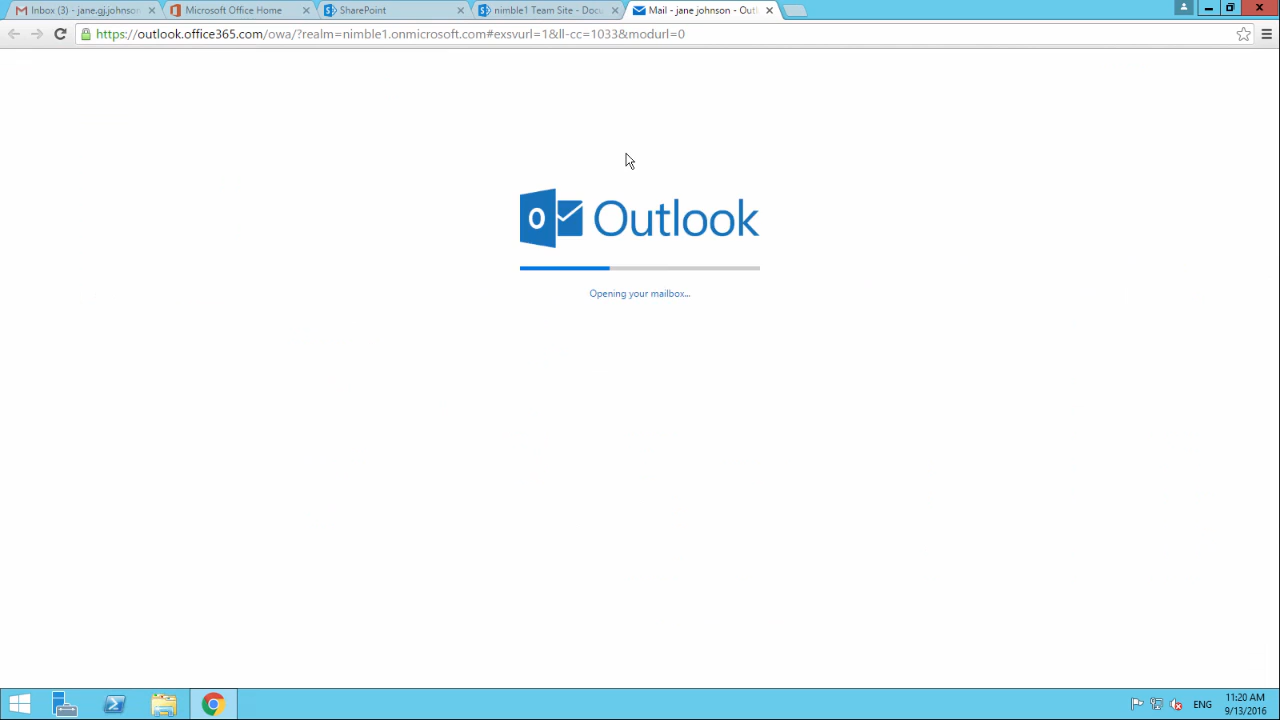 Inbox (3) - jane.gj.johnson
Microsoft Office Home
SharePoint
nimble1 Team Site - Docu
Mail - jane johnson - Outl
https://outlook.office365.com/owa/?realm=nimble1.onmicrosoft.com#exsvurl=1&ll-cc=1033&modurl=0
Outlook
Opening your mailbox...
ENG
11:20 AM
9/13/2016